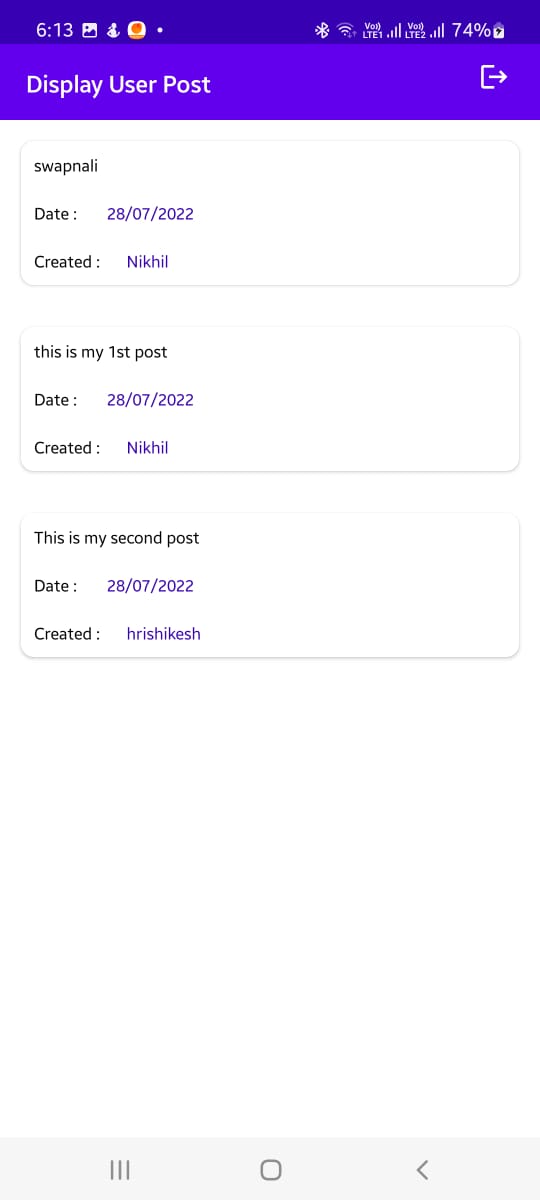 6:13 Vo)) LTE1 Vo)) LTE2 74%
Display User Post
swapnali
Date : 28/07/2022
Created : Nikhil
this is my 1st post
Date : 28/07/2022
Created : Nikhil
This is my second post
Date : 28/07/2022
Created : hrishikesh